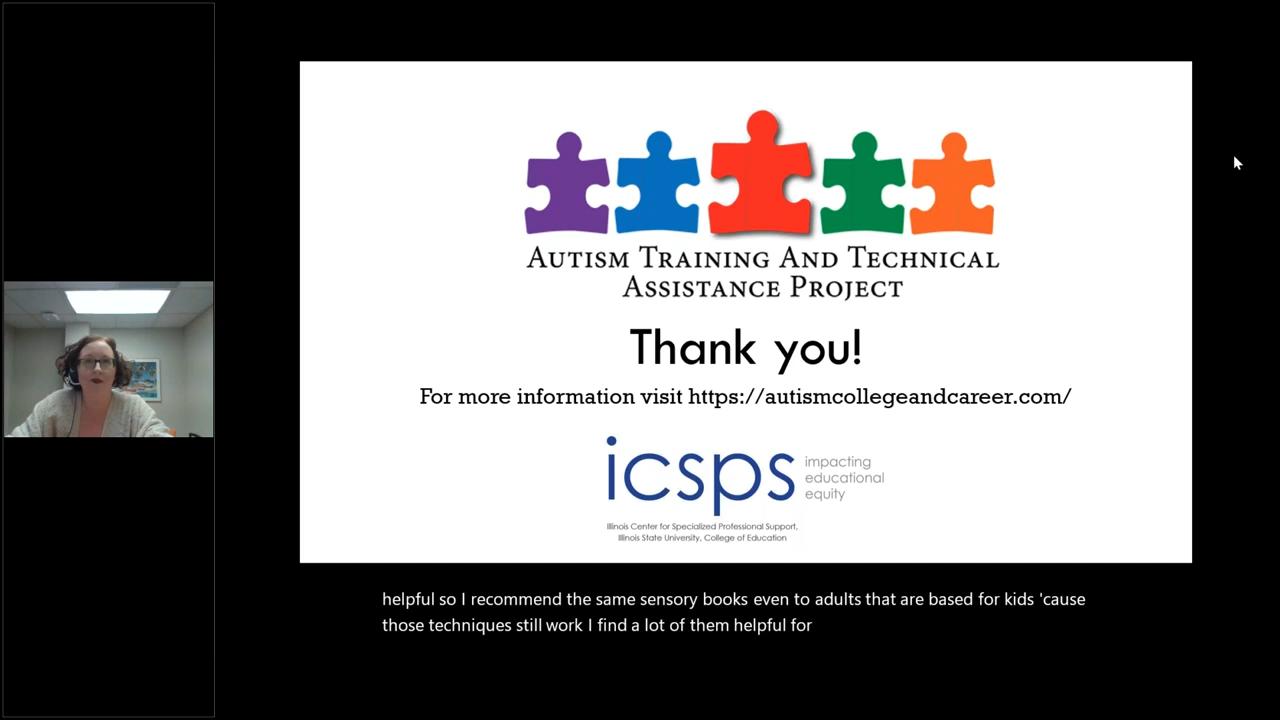 AUTISM TRAINING AND TECHNICAL
ASSISTANCE PROJECT
Thank you!
For more information visit https://autismcollegeandcareer.com/
icsps
impacting
educational
equity
Illinois Center for Specialized Professional Support,
Illinois State University, College of Education
helpful so I recommend the same sensory books even to adults that are based for kids 'cause
those techniques still work I find a lot of them helpful for